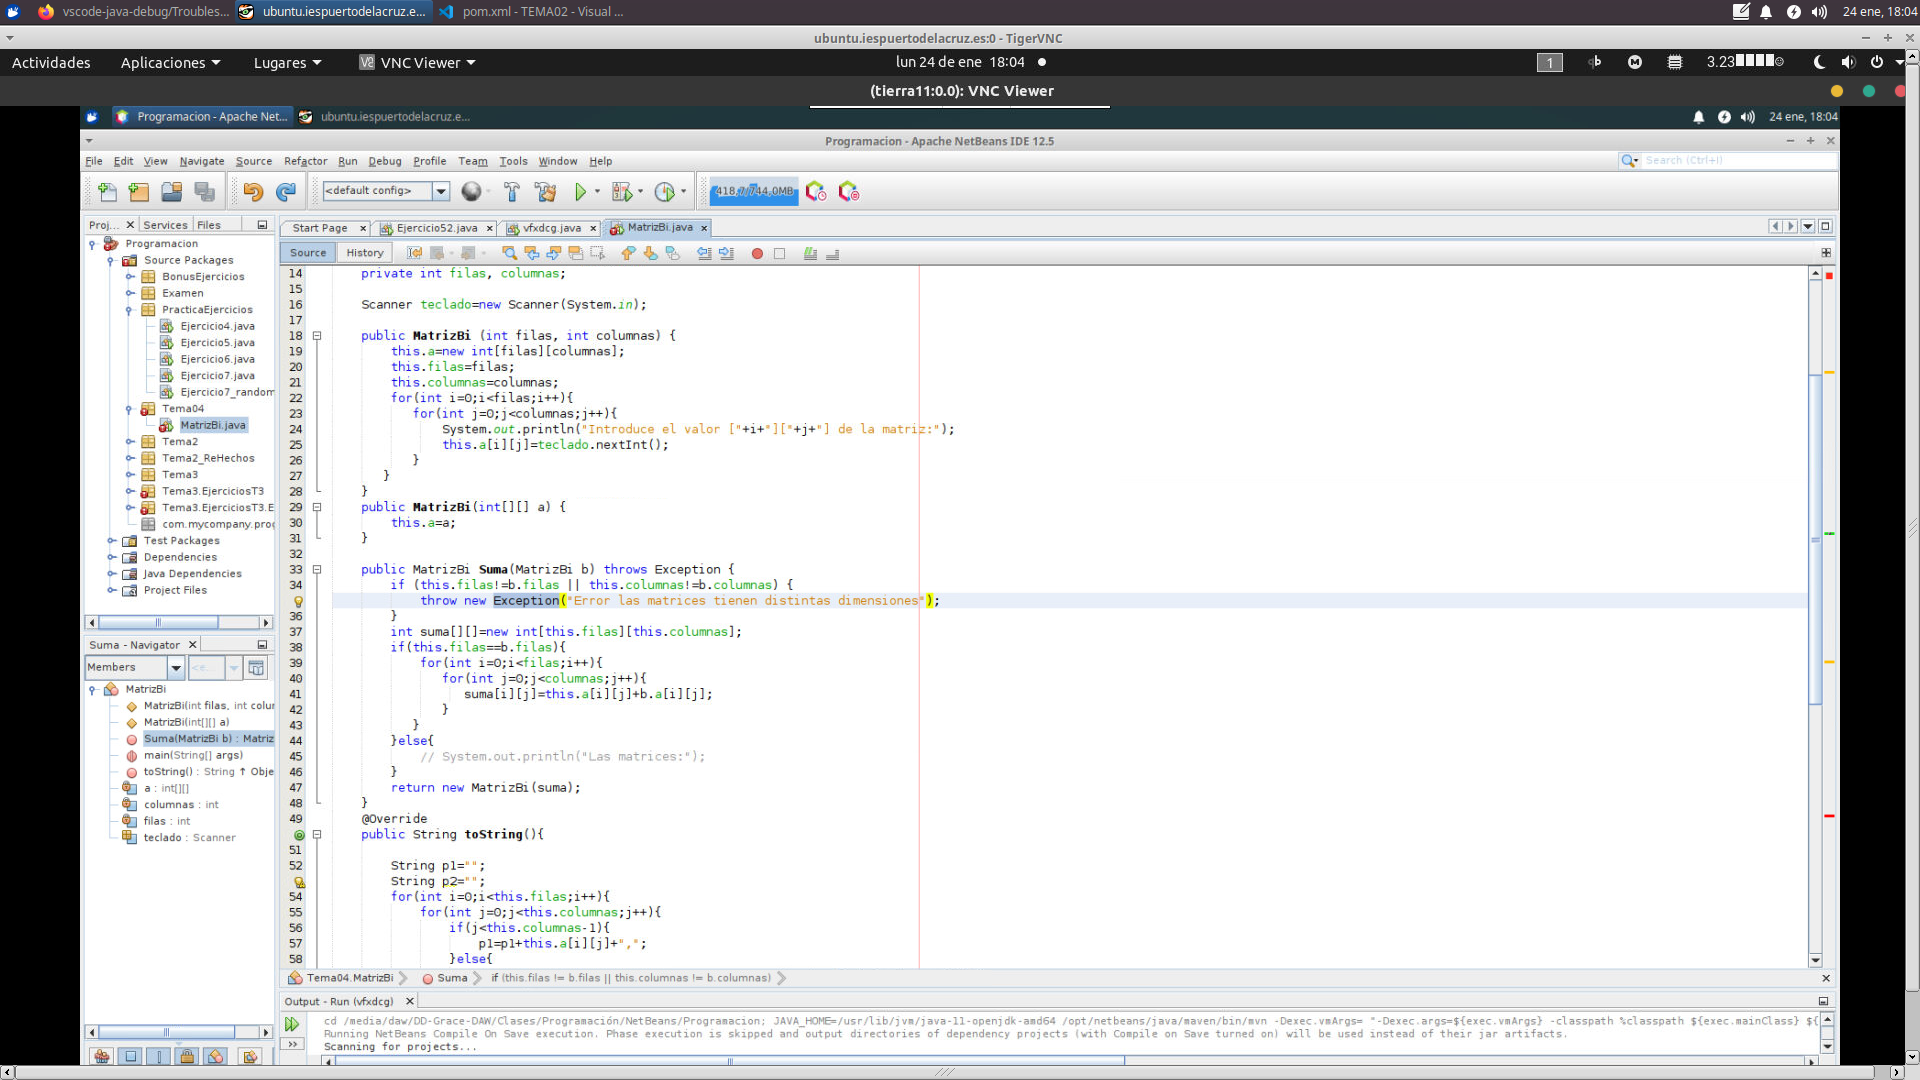 vscode-java-debug/Troubles...
ubuntu.iespuertodelacruz.e...
pom.xml - TEMA02 - Visual ...
24 ene, 18:04
ubuntu.iespuertodelacruz.es:0 - TigerVNC
Actividades
Aplicaciones
Lugares
VNC Viewer
lun 24 de ene 18:04
1
3.23
(tierra11:0.0): VNC Viewer
Programacion - Apache Net...
ubuntu.iespuertodelacruz.e...
24 ene, 18:04
Programacion - Apache NetBeans IDE 12.5
File Edit View Navigate Source Refactor Run Debug Profile Team Tools Window Help
Search (Ctrl+I)
<default config>
418,7/744,0MB
Proj... Services Files
Programacion
Source Packages
BonusEjercicios
Examen
PracticaEjercicios
Ejercicio4.java
Ejercicio5.java
Ejercicio6.java
Ejercicio7.java
Ejercicio7_random
Tema04
MatrizBi.java
Tema2
Tema2_ReHechos
Tema3
Tema3.EjerciciosT3
Tema3.EjerciciosT3.E
com.mycompany.prog
Test Packages
Dependencies
Java Dependencies
Project Files
Suma - Navigator
Members
<e...
MatrizBi
MatrizBi(int filas, int colur
MatrizBi(int[][] a)
Suma(MatrizBi b) : Matriz
main(String[] args)
toString() : String ↑ Obje
a : int[][]
columnas : int
filas : int
teclado : Scanner
Start Page
Ejercicio52.java
vfxdcg.java
MatrizBi.java
Source History
14 private int filas, columnas;
15
16 Scanner teclado=new Scanner(System.in);
17
18 public MatrizBi (int filas, int columnas) {
19 this.a=new int[filas][columnas];
20 this.filas=filas;
21 this.columnas=columnas;
22 for(int i=0;i<filas;i++){
23 for(int j=0;j<columnas;j++){
24 System.out.println("Introduce el valor ["+i+"]["+j+"] de la matriz:");
25 this.a[i][j]=teclado.nextInt();
26 }
27 }
28 }
29 public MatrizBi(int[][] a) {
30 this.a=a;
31 }
32
33 public MatrizBi Suma(MatrizBi b) throws Exception {
34 if (this.filas!=b.filas || this.columnas!=b.columnas) {
throw new Exception("Error las matrices tienen distintas dimensiones");
36 }
37 int suma[][]=new int[this.filas][this.columnas];
38 if(this.filas==b.filas){
39 for(int i=0;i<filas;i++){
40 for(int j=0;j<columnas;j++){
41 suma[i][j]=this.a[i][j]+b.a[i][j];
42 }
43 }
44 }else{
45 // System.out.println("Las matrices:");
46 }
47 return new MatrizBi(suma);
48 }
49 @Override
public String toString(){
51
52 String p1="";
String p2="";
54 for(int i=0;i<this.filas;i++){
55 for(int j=0;j<this.columnas;j++){
56 if(j<this.columnas-1){
57 p1=p1+this.a[i][j]+",";
58 }else{
Tema04.MatrizBi
Suma
if (this.filas != b.filas || this.columnas != b.columnas)
Output - Run (vfxdcg)
cd /media/daw/DD-Grace-DAW/Clases/Programación/NetBeans/Programacion; JAVA_HOME=/usr/lib/jvm/java-11-openjdk-amd64 /opt/netbeans/java/maven/bin/mvn -Dexec.vmArgs= "-Dexec.args=${exec.vmArgs} -classpath %classpath ${exec.mainClass} ${
Running NetBeans Compile On Save execution. Phase execution is skipped and output directories of dependency projects (with Compile on Save turned on) will be used instead of their jar artifacts.
Scanning for projects...